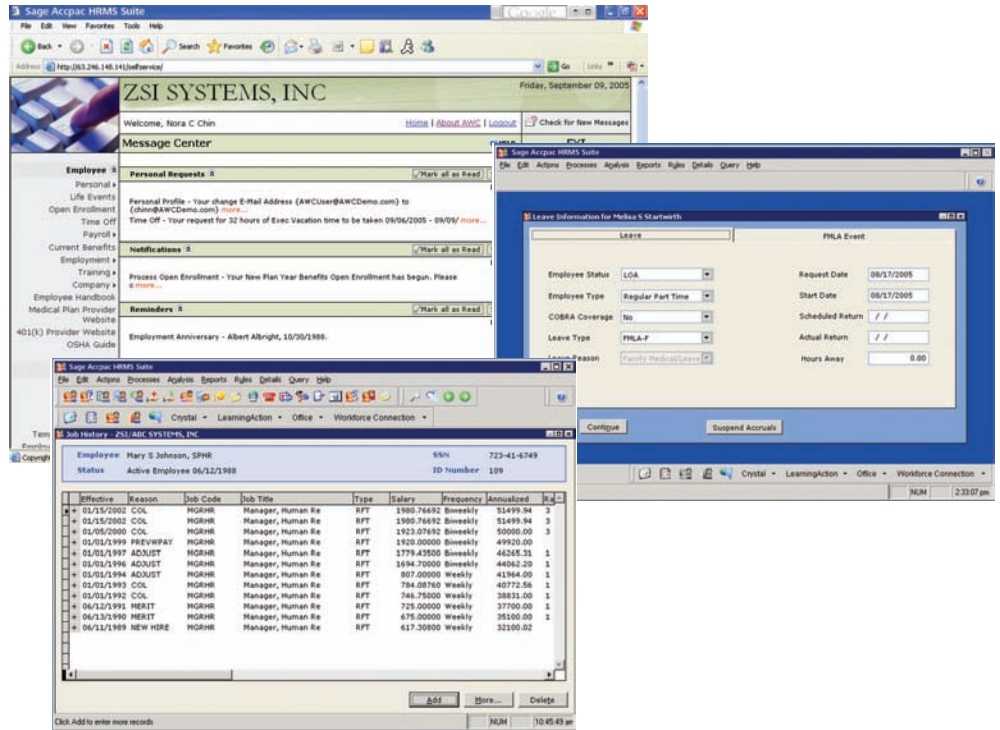 Sage Accpac HRMS Suite
File Edit View Favorites Tools Help
Back Search Favorites
Address http://63.246.148.141/selfservice/ Go Links
ZSI SYSTEMS, INC
Friday, September 09, 2005
Welcome, Nora C Chin Home | About AWC | Logout Check for New Messages
Message Center
FYI
Employee
Personal
Life Events
Open Enrollment
Time Off
Payroll
Current Benefits
Employment
Training
Company
Employee Handbook
Medical Plan Provider
Website
401(k) Provider Website
OSHA Guide
Personal Requests Mark all as Read
Personal Profile - Your change E-Mail Address {AWCUser@AWCDemo.com} to
{chinn@AWCDemo.com} more...
Time Off - Your request for 32 hours of Exec Vacation time to be taken 09/06/2005 - 09/09/ more...
Notifications Mark all as Read
Process Open Enrollment - Your New Plan Year Benefits Open Enrollment has begun. Please
c more...
Reminders Mark all as Read
Employment Anniversary - Albert Albright, 10/30/1988.
Sage Accpac HRMS Suite
File Edit Actions Processes Analysis Reports Rules Details Query Help
Leave Information for Melisa S Startwirth
Leave FMLA Event
Employee Status LOA Request Date 08/17/2005
Employee Type Regular Part Time Start Date 08/17/2005
COBRA Coverage No Scheduled Return / /
Leave Type FMLA-F Actual Return / /
Leave Reason Family Medical/Leave Hours Away 0.00
Continue Suspend Accruals
Crystal LearningAction Office Workforce Connection
NUM 2:33:07 pm
Sage Accpac HRMS Suite
File Edit Actions Processes Analysis Reports Rules Details Query Help
Crystal LearningAction Office Workforce Connection
Job History - ZSI/ABC SYSTEMS, INC
Employee Mary S Johnson, SPHR SSN 723-41-6749
Status Active Employee 06/12/1988 ID Number 109
Effective Reason Job Code Job Title Type Salary Frequency Annualized Ra
+ 01/15/2002 COL MGRHR Manager, Human Re RFT 1980.76692 Biweekly 51499.94 3
+ 01/15/2002 COL MGRHR Manager, Human Re RFT 1980.76692 Biweekly 51499.94 3
+ 01/05/2000 COL MGRHR Manager, Human Re RFT 1923.07692 Biweekly 50000.00 3
+ 01/01/1999 PREVWPAY MGRHR Manager, Human Re RFT 1920.00000 Biweekly 49920.00
+ 01/01/1997 ADJUST MGRHR Manager, Human Re RFT 1779.43500 Biweekly 46265.31 1
+ 01/01/1996 ADJUST MGRHR Manager, Human Re RFT 1694.70000 Biweekly 44062.20 1
+ 01/01/1994 ADJUST MGRHR Manager, Human Re RFT 807.00000 Weekly 41964.00 1
+ 01/01/1993 COL MGRHR Manager, Human Re RFT 784.08760 Weekly 40772.56 1
+ 01/01/1992 COL MGRHR Manager, Human Re RFT 746.75000 Weekly 38831.00 1
+ 06/12/1991 MERIT MGRHR Manager, Human Re RFT 725.00000 Weekly 37700.00 1
+ 06/13/1990 MERIT MGRHR Manager, Human Re RFT 675.00000 Weekly 35100.00 1
+ 06/11/1989 NEW HIRE MGRHR Manager, Human Re RFT 617.30800 Weekly 32100.02
Add More... Delete
Click Add to enter more records NUM 10:45:49 am